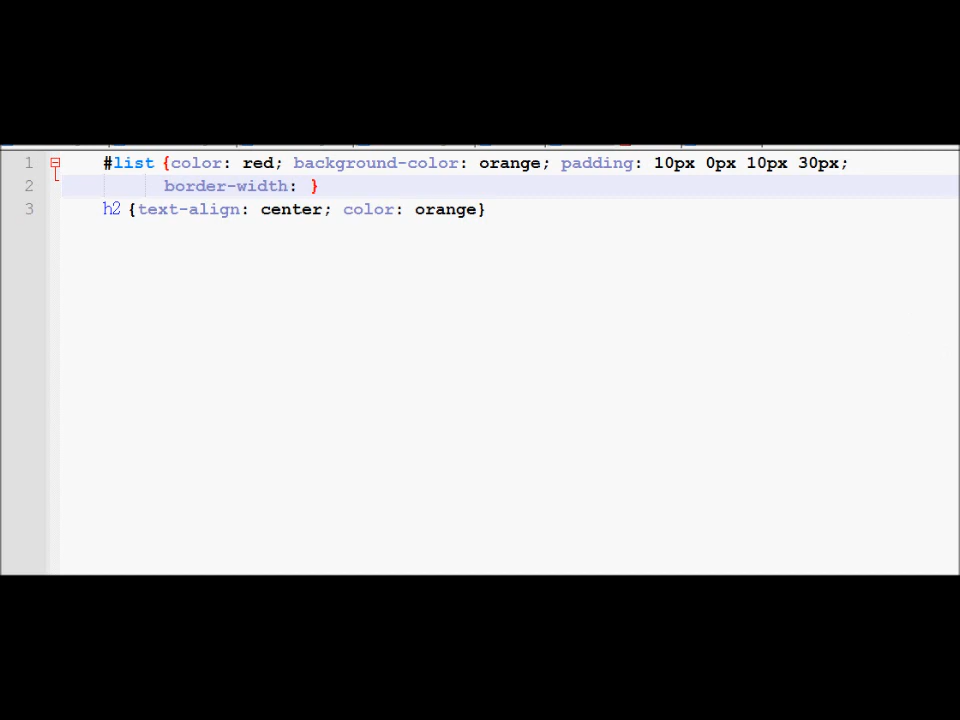 1 #list {color: red; background-color: orange; padding: 10px 0px 10px 30px;
2 border-width: }
3 h2 {text-align: center; color: orange}